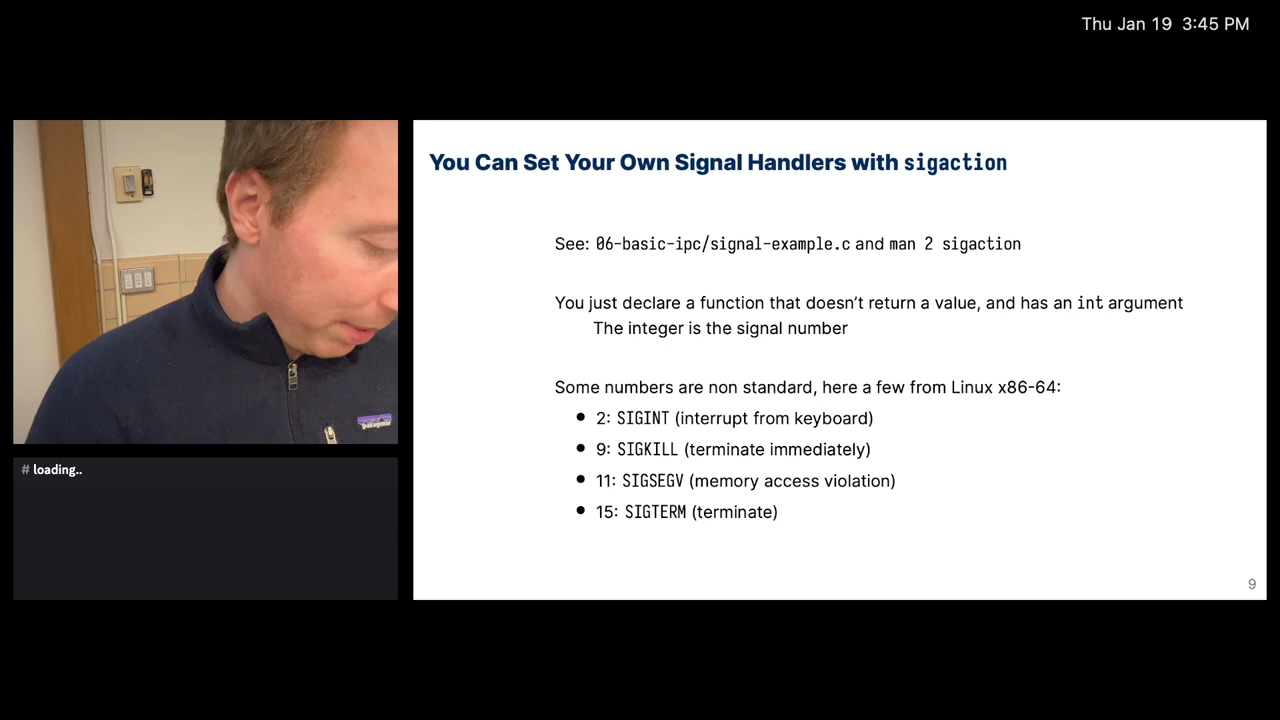 Thu Jan 19 3:45 PM
You Can Set Your Own Signal Handlers with sigaction
See: 06-basic-ipc/signal-example.c and man 2 sigaction
You just declare a function that doesn’t return a value, and has an int argument
The integer is the signal number
Some numbers are non standard, here a few from Linux x86-64:
• 2: SIGINT (interrupt from keyboard)
• 9: SIGKILL (terminate immediately)
• 11: SIGSEGV (memory access violation)
• 15: SIGTERM (terminate)
9
patagonia
# loading..